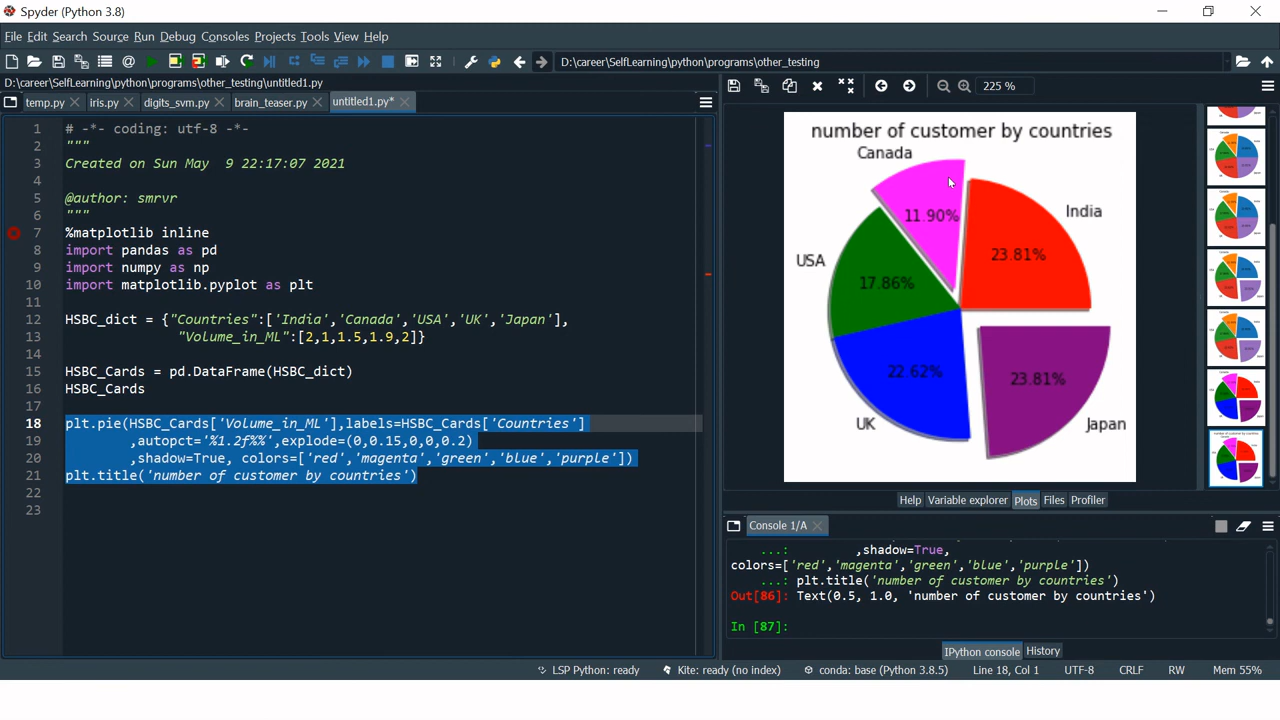 Spyder (Python 3.8)
File Edit Search Source Run Debug Consoles Projects Tools View Help
D:\career\SelfLearning\python\programs\other_testing
D:\career\SelfLearning\python\programs\other_testing\untitled1.py
temp.py iris.py digits_svm.py brain_teaser.py untitled1.py*
1 # -*- coding: utf-8 -*-
2 """
3 Created on Sun May  9 22:17:07 2021
4
5 @author: smrvr
6 """
7 %matplotlib inline
8 import pandas as pd
9 import numpy as np
10 import matplotlib.pyplot as plt
11
12 HSBC_dict = {"Countries":['India','Canada','USA','UK','Japan'],
13 "Volume_in_ML":[2,1,1.5,1.9,2]}
14
15 HSBC_Cards = pd.DataFrame(HSBC_dict)
16 HSBC_Cards
17
18 plt.pie(HSBC_Cards['Volume_in_ML'],labels=HSBC_Cards['Countries']
19 ,autopct='%1.2f%%',explode=(0,0.15,0,0,0.2)
20 ,shadow=True, colors=['red','magenta','green','blue','purple'])
21 plt.title('number of customer by countries')
22
23
225 %
number of customer by countries
Canada
11.90%
India
23.81%
USA
17.86%
22.62%
UK
23.81%
Japan
Help Variable explorer Plots Files Profiler
Console 1/A
...: ,shadow=True,
colors=['red','magenta','green','blue','purple'])
...: plt.title('number of customer by countries')
Out[86]: Text(0.5, 1.0, 'number of customer by countries')
In [87]:
IPython console History
LSP Python: ready Kite: ready (no index) conda: base (Python 3.8.5) Line 18, Col 1 UTF-8 CRLF RW Mem 55%